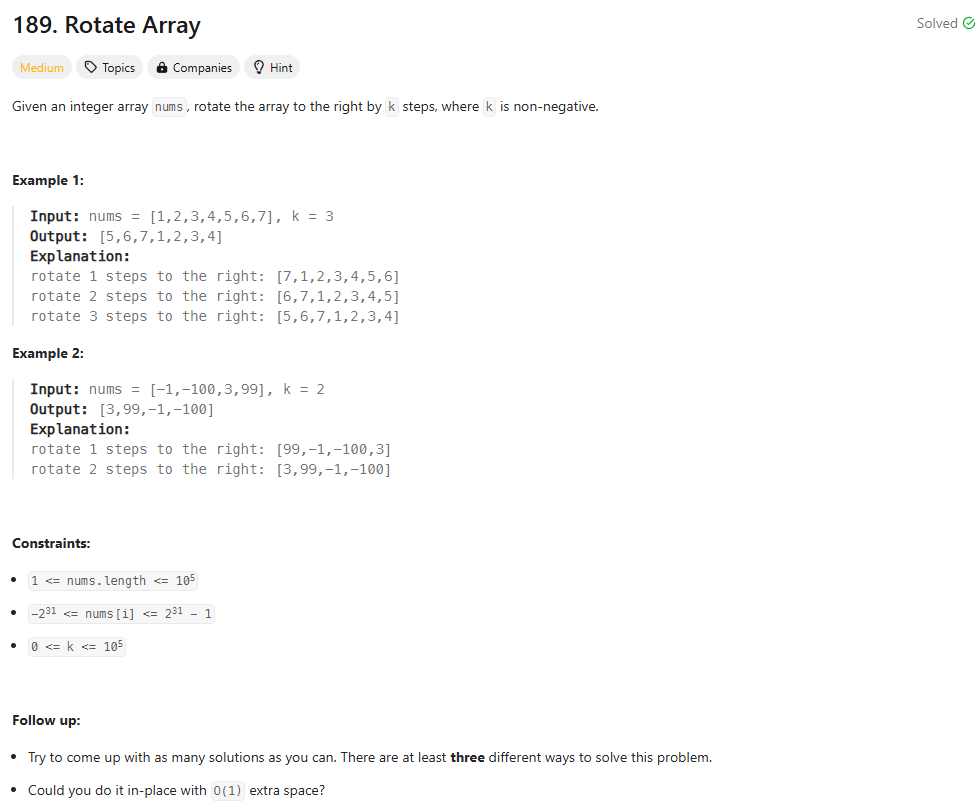 189. Rotate Array
Solved
Medium Topics Companies Hint
Given an integer array nums, rotate the array to the right by k steps, where k is non-negative.
Example 1:
Input: nums = [1,2,3,4,5,6,7], k = 3
Output: [5,6,7,1,2,3,4]
Explanation:
rotate 1 steps to the right: [7,1,2,3,4,5,6]
rotate 2 steps to the right: [6,7,1,2,3,4,5]
rotate 3 steps to the right: [5,6,7,1,2,3,4]
Example 2:
Input: nums = [-1,-100,3,99], k = 2
Output: [3,99,-1,-100]
Explanation:
rotate 1 steps to the right: [99,-1,-100,3]
rotate 2 steps to the right: [3,99,-1,-100]
Constraints:
• 1 <= nums.length <= 10⁵
• -2³¹ <= nums[i] <= 2³¹ - 1
• 0 <= k <= 10⁵
Follow up:
• Try to come up with as many solutions as you can. There are at least three different ways to solve this problem.
• Could you do it in-place with O(1) extra space?